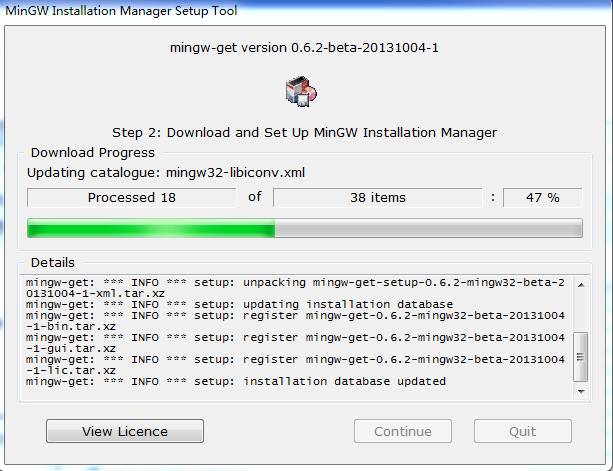 MinGW Installation Manager Setup Tool
mingw-get version 0.6.2-beta-20131004-1
Step 2: Download and Set Up MinGW Installation Manager
Download Progress
Updating catalogue: mingw32-libiconv.xml
Processed 18 of 38 items : 47 %
Details
mingw-get: *** INFO *** setup: unpacking mingw-get-setup-0.6.2-mingw32-beta-2
0131004-1-xml.tar.xz
mingw-get: *** INFO *** setup: updating installation database
mingw-get: *** INFO *** setup: register mingw-get-0.6.2-mingw32-beta-20131004
-1-bin.tar.xz
mingw-get: *** INFO *** setup: register mingw-get-0.6.2-mingw32-beta-20131004
-1-gui.tar.xz
mingw-get: *** INFO *** setup: register mingw-get-0.6.2-mingw32-beta-20131004
-1-lic.tar.xz
mingw-get: *** INFO *** setup: installation database updated
View Licence Continue Quit